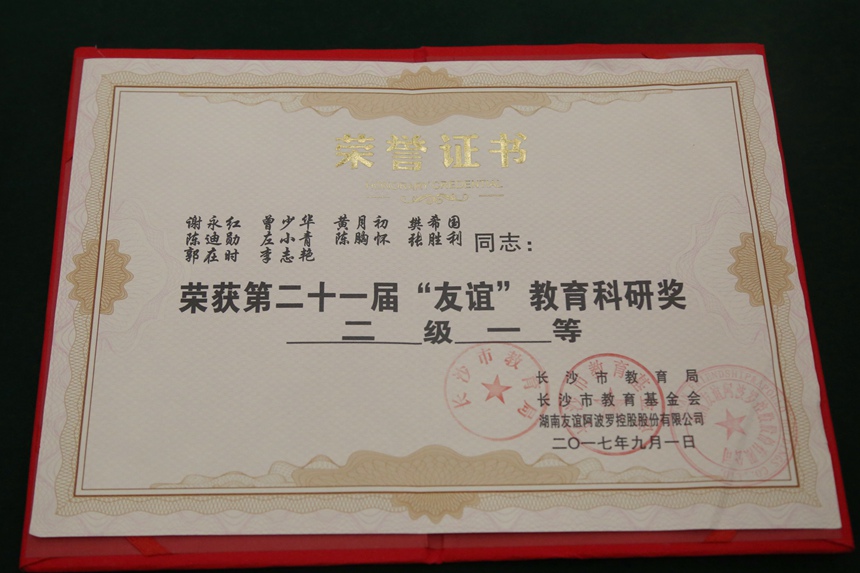 荣誉证书
谢永红 曾少华 黄月初 樊希国
陈迪勋 左小青 陈胸怀 张胜利 同志：
郭在时 李志艳
荣获第二十一届“友谊”教育科研奖
二 级 一 等
长沙市教育局
长沙市教育基金会
湖南友谊阿波罗控股股份有限公司
二〇一七年九月一日